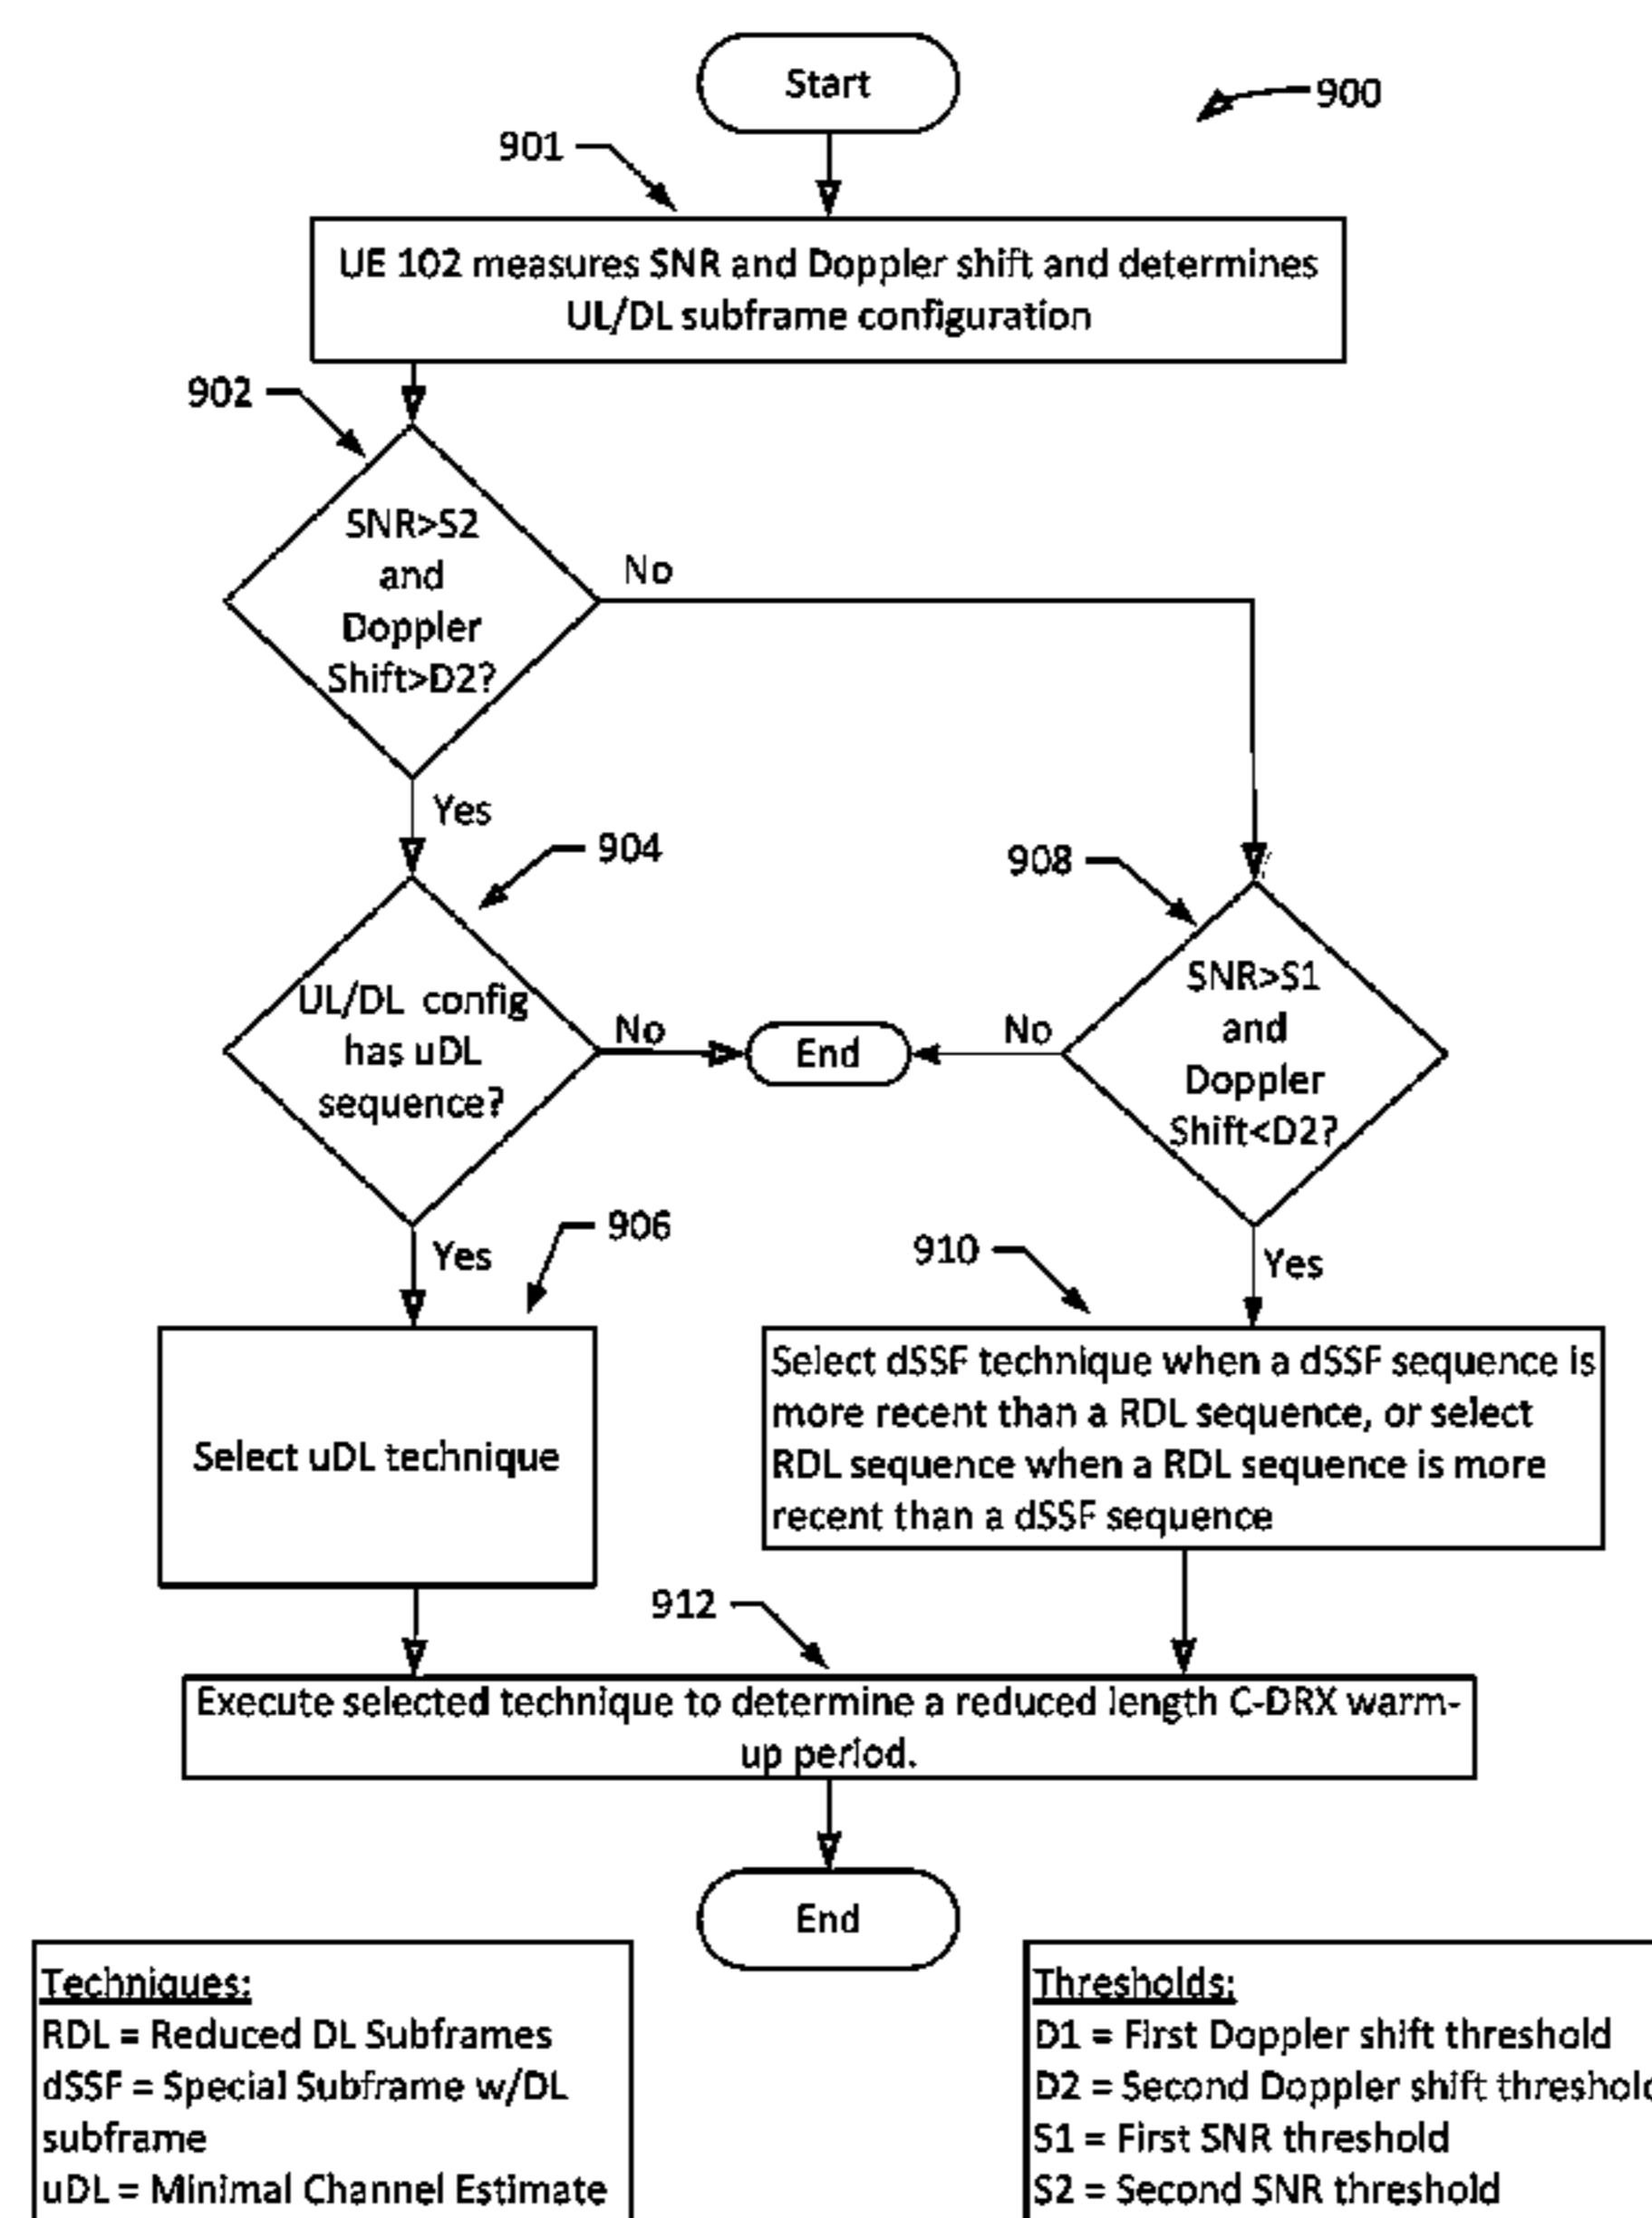 Start
900
901
UE 102 measures SNR and Doppler shift and determines
UL/DL subframe configuration
902
SNR>S2
and
Doppler
Shift>D2?
No
Yes
904
908
UL/DL config
has uDL
sequence?
No
End
No
SNR>S1
and
Doppler
Shift<D2?
Yes
906
910
Yes
Select uDL technique
Select dSSF technique when a dSSF sequence is
more recent than a RDL sequence, or select
RDL sequence when a RDL sequence is more
recent than a dSSF sequence
912
Execute selected technique to determine a reduced length C-DRX warm-
up period.
End
Techniques:
RDL = Reduced DL Subframes
dSSF = Special Subframe w/DL
subframe
uDL = Minimal Channel Estimate
Thresholds:
D1 = First Doppler shift threshold
D2 = Second Doppler shift threshold
S1 = First SNR threshold
S2 = Second SNR threshold